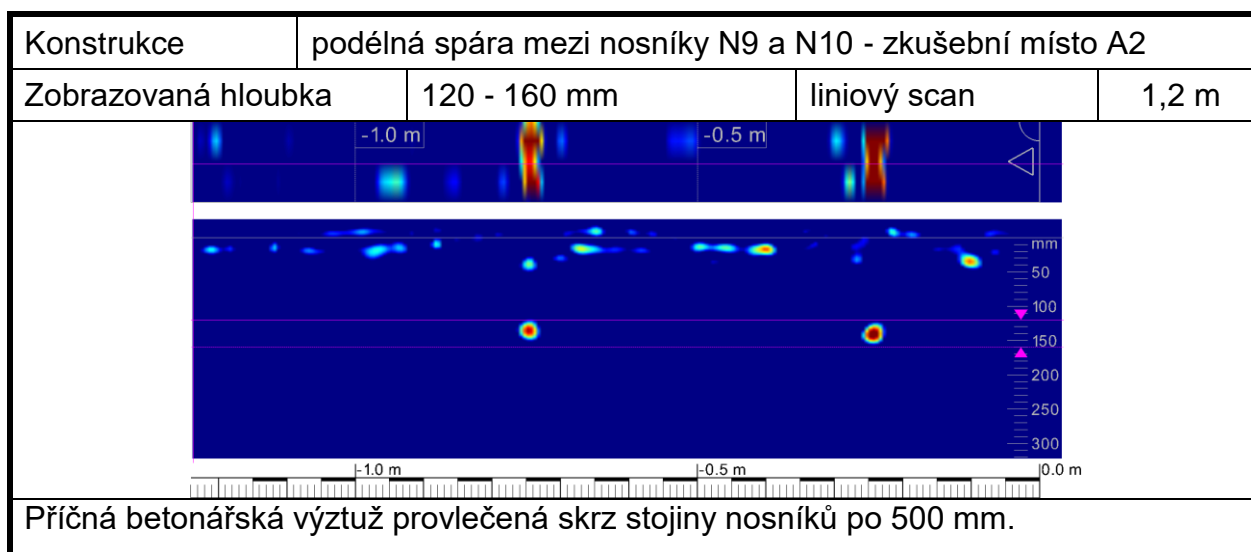 Konstrukce podélná spára mezi nosníky N9 a N10 - zkušební místo A2
Zobrazovaná hloubka 120 - 160 mm liniový scan 1,2 m
-1.0 m -0.5 m
mm
50
100
150
200
250
300
-1.0 m -0.5 m 0.0 m
Příčná betonářská výztuž provlečená skrz stojiny nosníků po 500 mm.